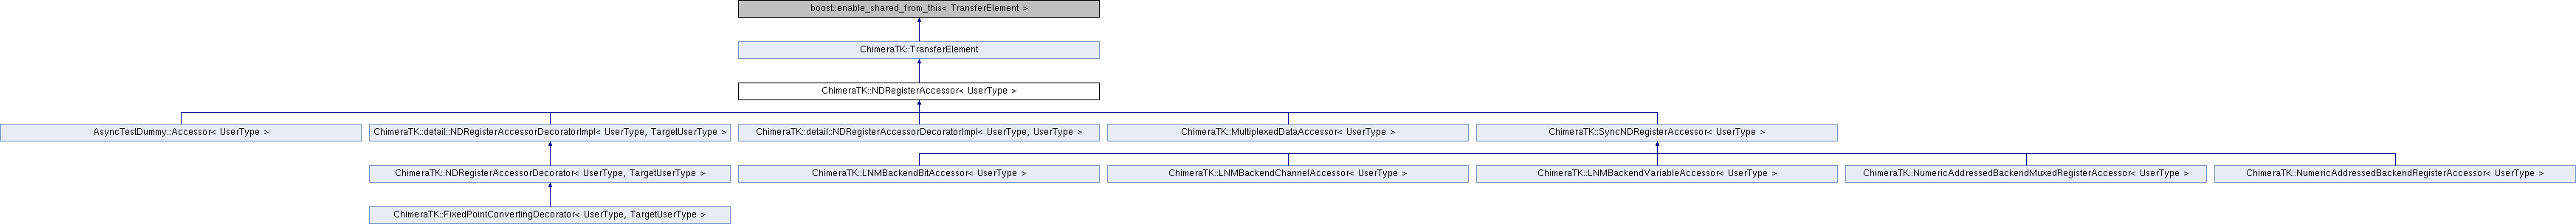 boost::enable_shared_from_this< TransferElement >
ChimeraTK::TransferElement
ChimeraTK::NDRegisterAccessor< UserType >
AsyncTestDummy::Accessor< UserType >
ChimeraTK::detail::NDRegisterAccessorDecoratorImpl< UserType, TargetUserType >
ChimeraTK::detail::NDRegisterAccessorDecoratorImpl< UserType, UserType >
ChimeraTK::MultiplexedDataAccessor< UserType >
ChimeraTK::SyncNDRegisterAccessor< UserType >
ChimeraTK::NDRegisterAccessorDecorator< UserType, TargetUserType >
ChimeraTK::LNMBackendBitAccessor< UserType >
ChimeraTK::LNMBackendChannelAccessor< UserType >
ChimeraTK::LNMBackendVariableAccessor< UserType >
ChimeraTK::NumericAddressedBackendMuxedRegisterAccessor< UserType >
ChimeraTK::NumericAddressedBackendRegisterAccessor< UserType >
ChimeraTK::FixedPointConvertingDecorator< UserType, TargetUserType >